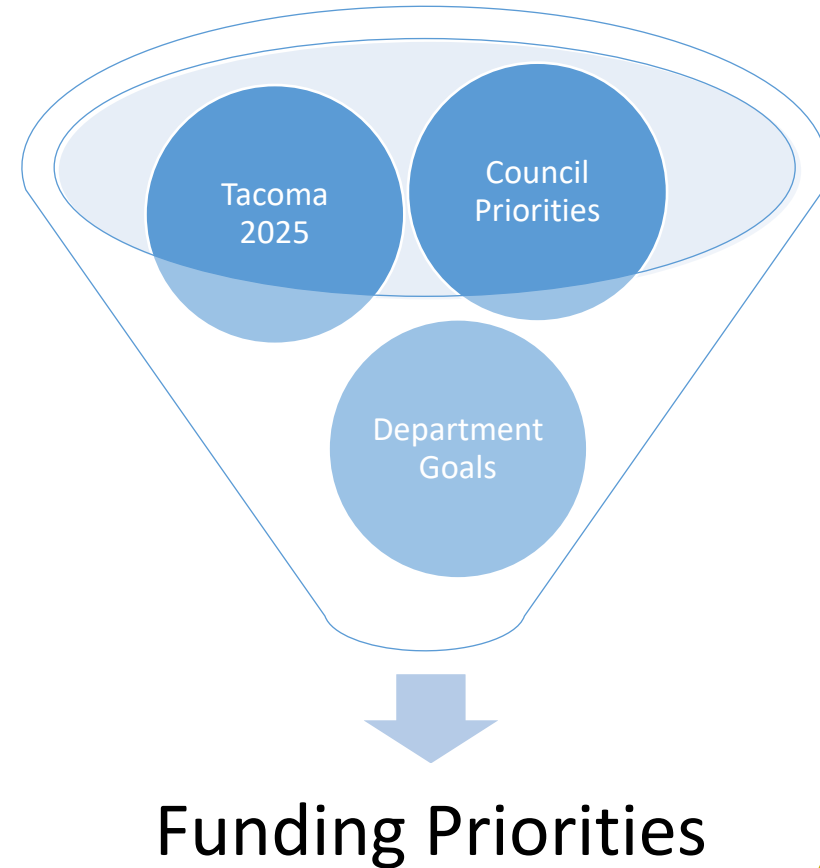 Tacoma
2025
Council
Priorities
Department
Goals
Funding Priorities